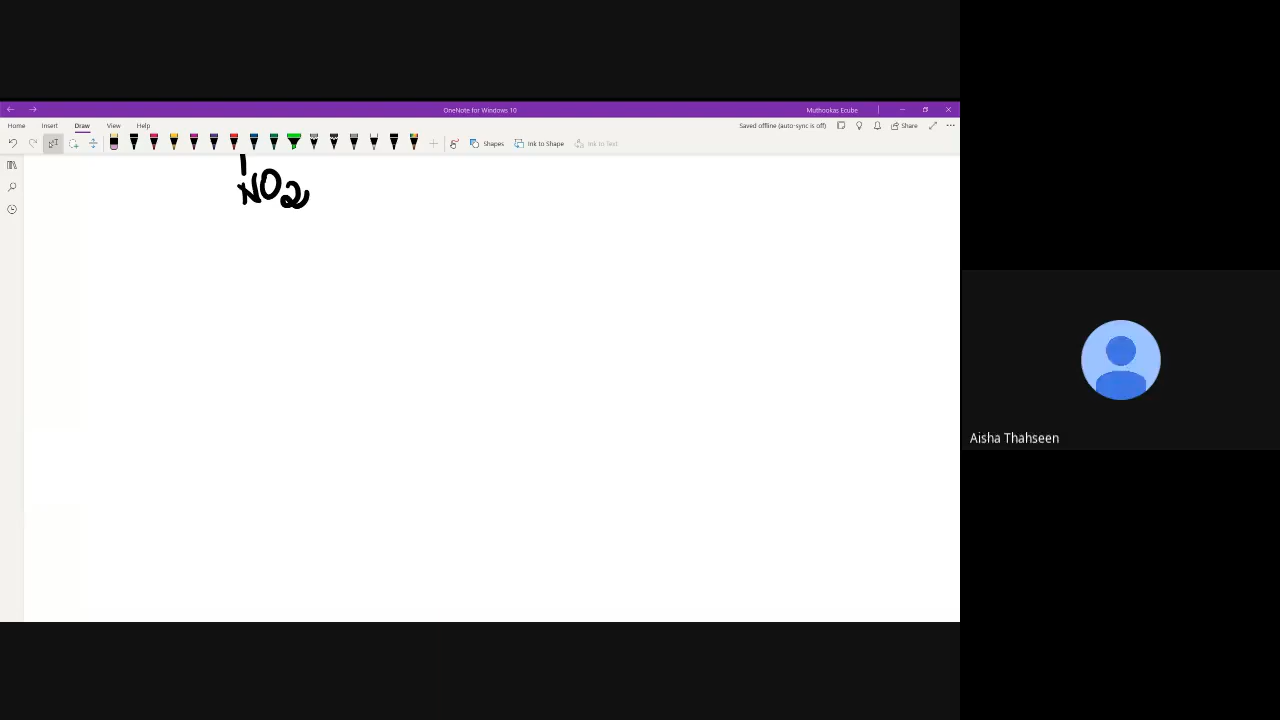 OneNote for Windows 10
Muthookas Ecube
Home Insert Draw View Help
Saved offline (auto-sync is off) Share
Shapes Ink to Shape Ink to Text
NO2
Aisha Thahseen